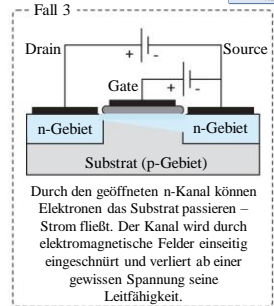 Fall 3
Drain
+ -
Source
Gate
+ -
n-Gebiet
n-Gebiet
Substrat (p-Gebiet)
Durch den geöffneten n-Kanal können
Elektronen das Substrat passieren –
Strom fließt. Der Kanal wird durch
elektromagnetische Felder einseitig
eingeschnürt und verliert ab einer
gewissen Spannung seine
Leitfähigkeit.